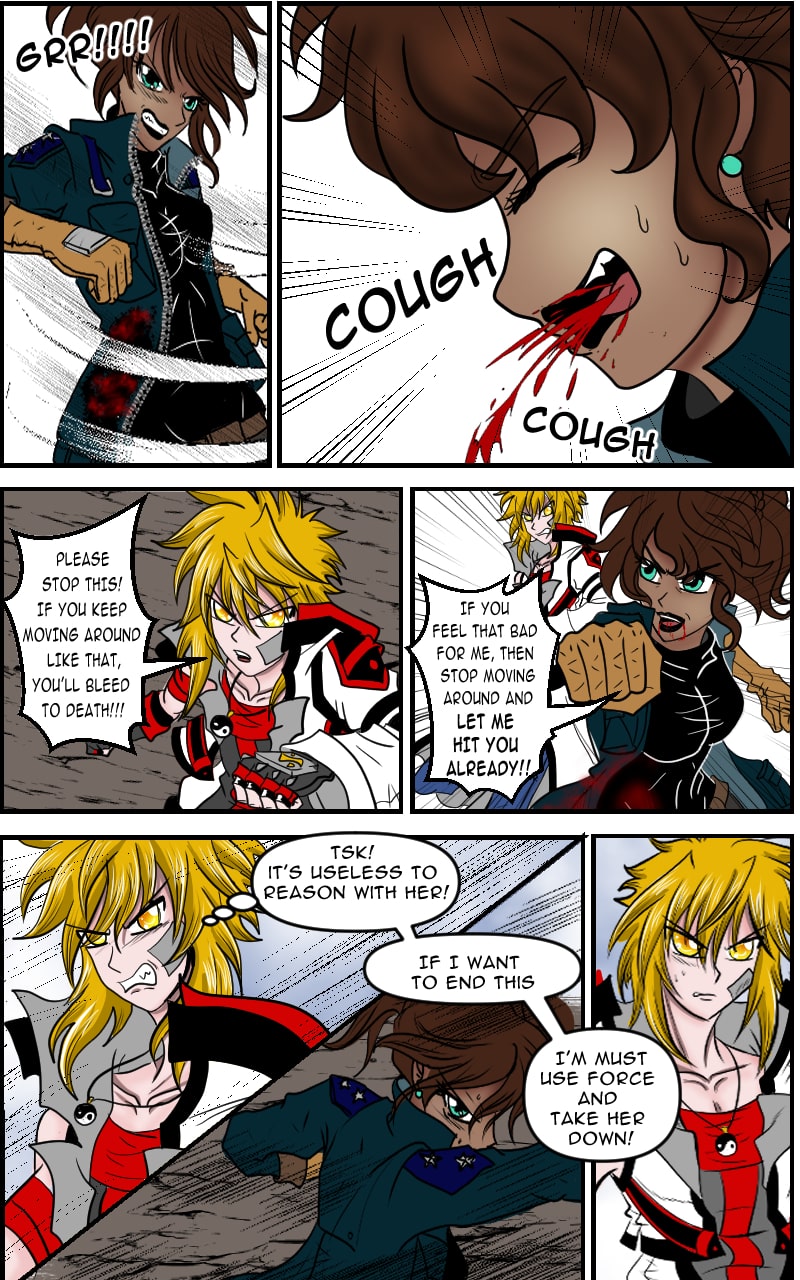 GRR!!!!
COUGH
COUGH
PLEASE
STOP THIS!
IF YOU KEEP
MOVING AROUND
LIKE THAT,
YOU'LL BLEED
TO DEATH!!!
IF YOU
FEEL THAT BAD
FOR ME, THEN
STOP MOVING
AROUND AND
LET ME
HIT YOU
ALREADY!!
TSK!
IT'S USELESS TO
REASON WITH HER!
IF I WANT
TO END THIS
I'M MUST
USE FORCE
AND
TAKE HER
DOWN!